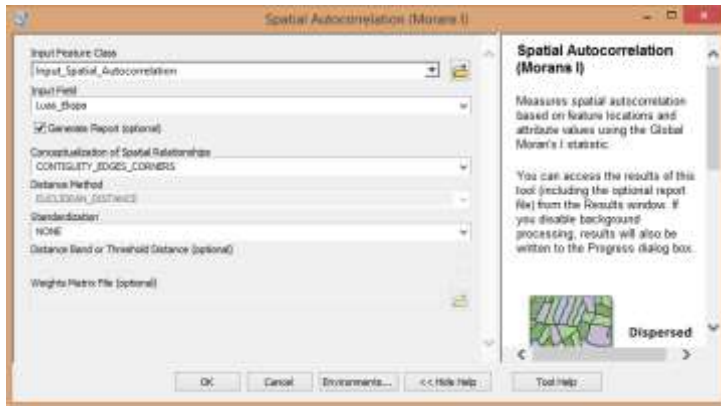 Spatial Autocorrelation (Morans I)
Input Feature Class
Input_Spatial_Autocorrelation
Input Field
Generate Report (optional)
Conceptualization of Spatial Relationships
CONTIGUITY_EDGES_CORNERS
Distance Method
EUCLIDEAN_DISTANCE
Standardization
NONE
Distance Band or Threshold Distance (optional)
Weights Matrix File (optional)
OK
Cancel
Environments...
<< Hide Help
Spatial Autocorrelation
(Morans I)
Measures spatial autocorrelation
based on feature locations and
attribute values using the Global
Moran's I statistic.
You can access the results of this
tool (including the optional report
file) from the Results window. If
you disable background
processing, results will also be
written to the Progress dialog box.
Dispersed
Tool Help